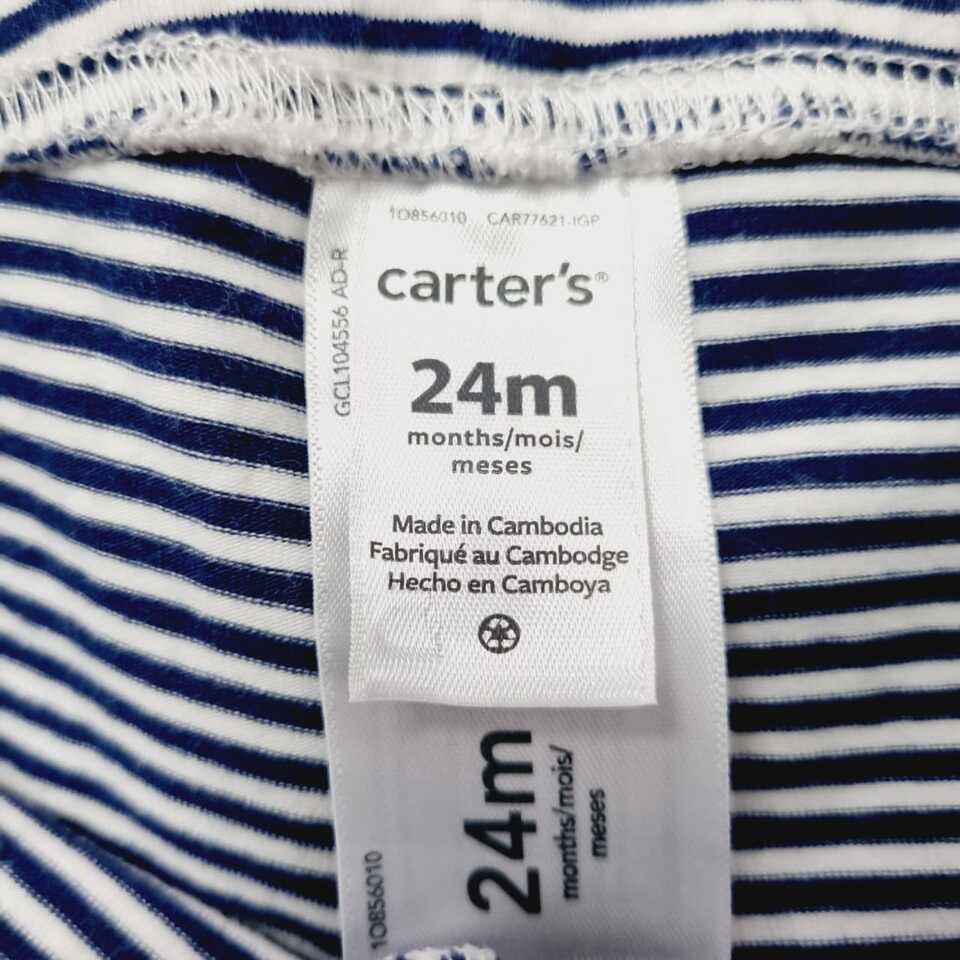 1O856010 CAR77621-IGP
carter's®
24m
months/mois/
meses
Made in Cambodia
Fabriqué au Cambodge
Hecho en Camboya
GCL104556 AD-R
24m
months/mois/
meses
1O856010